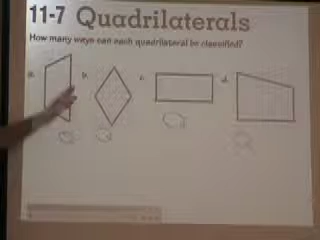 11-7 Quadrilaterals
How many ways can each quadrilateral be classified?
a. b. c. d.